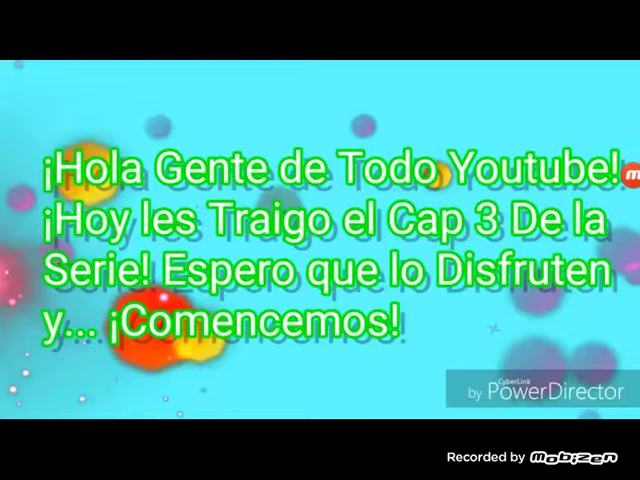 ¡Hola Gente de Todo Youtube!
¡Hoy les Traigo el Cap 3 De la
Serie! Espero que lo Disfruten
y... ¡Comencemos!
CyberLink
by PowerDirector
Recorded by MOBIZEN